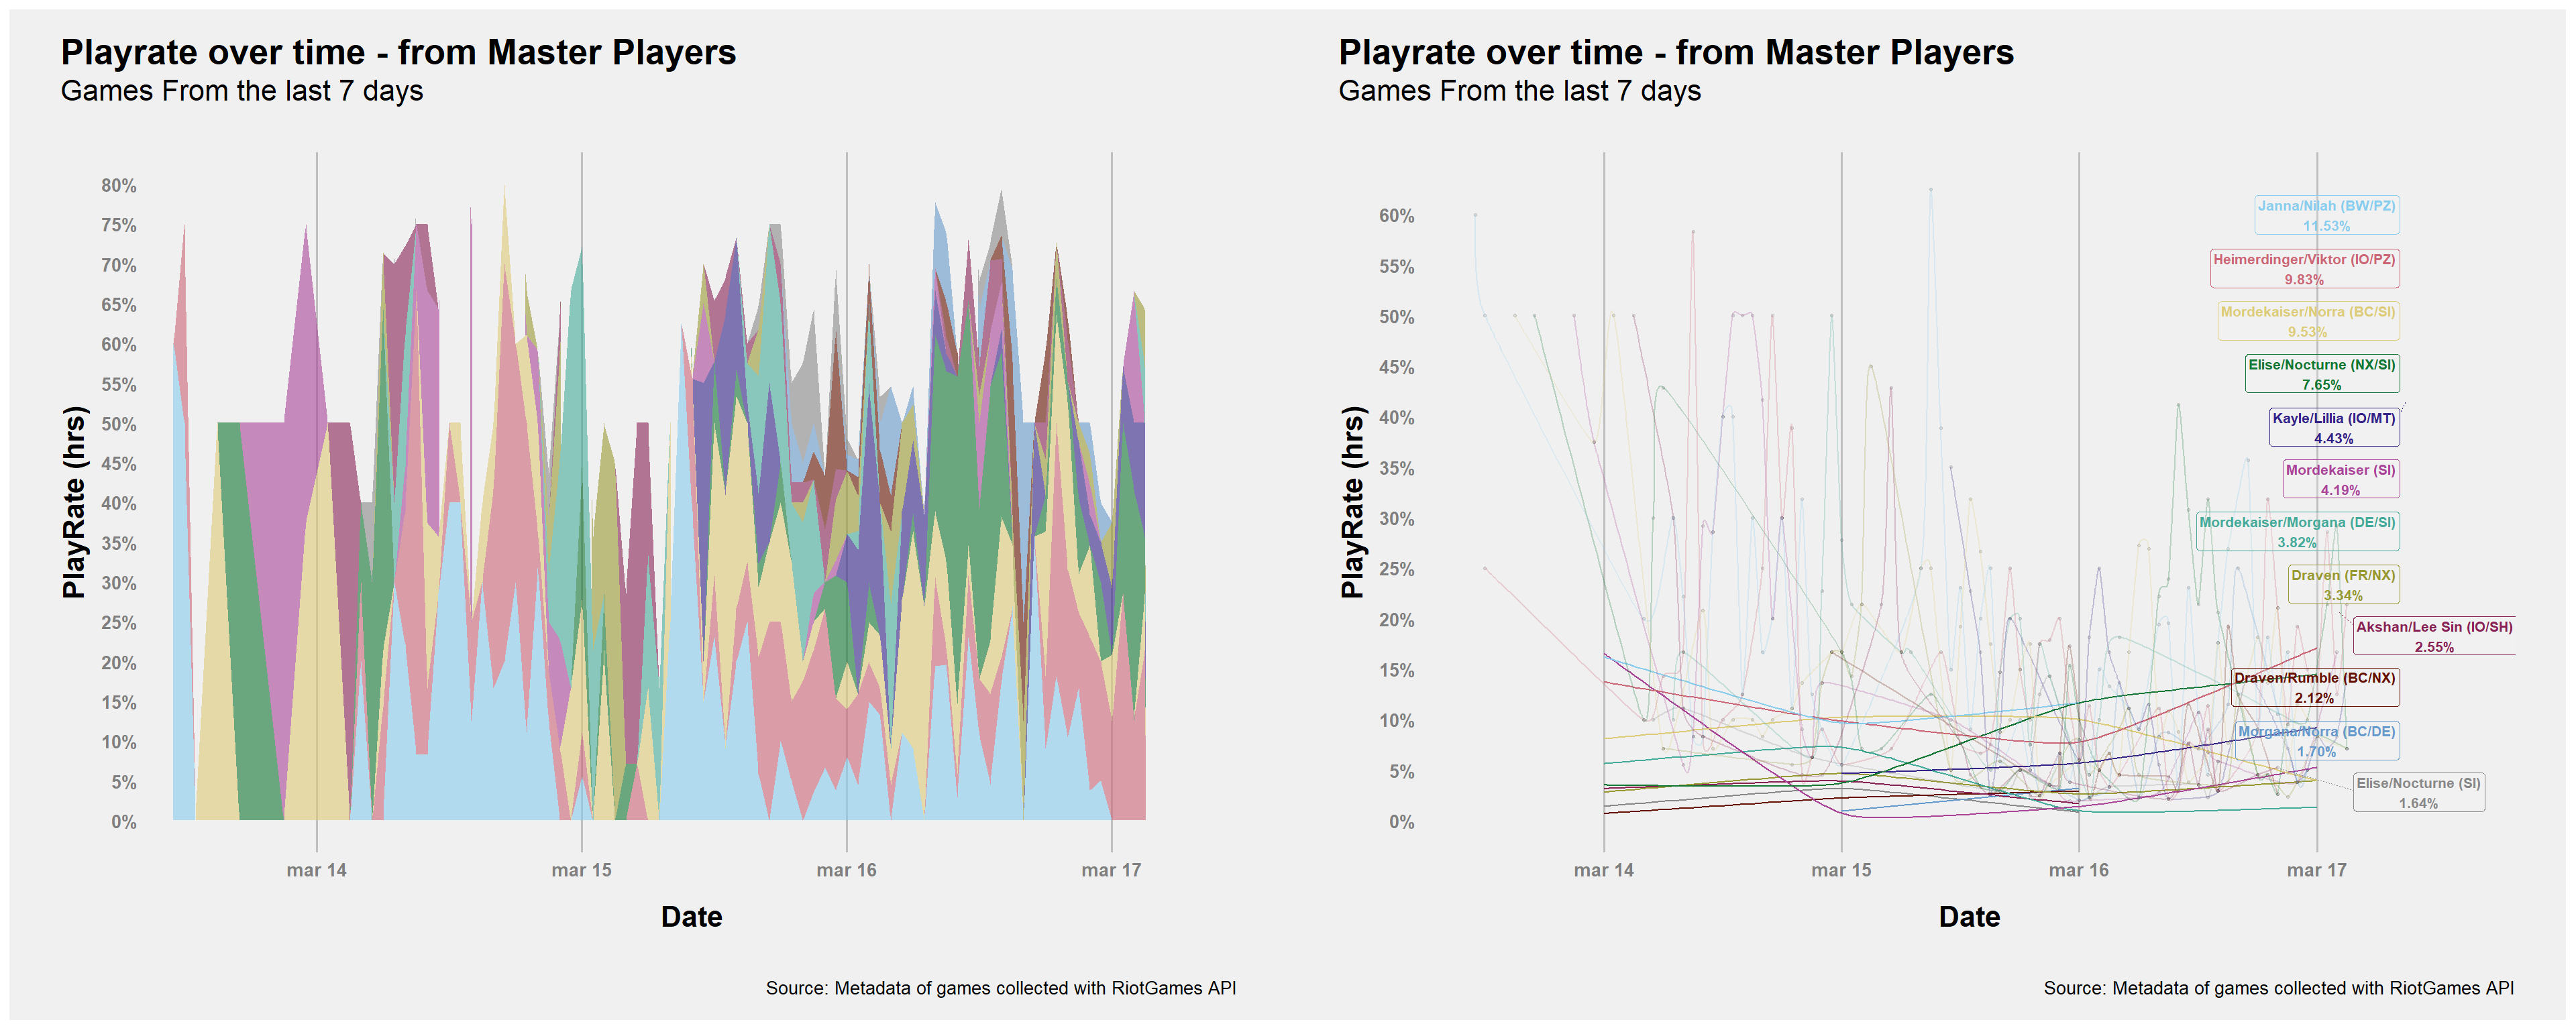 Playrate over time - from Master Players
Games From the last 7 days
80%
75%
70%
65%
60%
55%
50%
45%
40%
35%
30%
25%
20%
15%
10%
5%
0%
PlayRate (hrs)
mar 14
mar 15
mar 16
mar 17
Date
Source: Metadata of games collected with RiotGames API
Playrate over time - from Master Players
Games From the last 7 days
60%
55%
50%
45%
40%
35%
30%
25%
20%
15%
10%
5%
0%
PlayRate (hrs)
Janna/Nilah (BW/PZ)
11.53%
Heimerdinger/Viktor (IO/PZ)
9.83%
Mordekaiser/Norra (BC/SI)
9.53%
Elise/Nocturne (NX/SI)
7.65%
Kayle/Lillia (IO/MT)
4.43%
Mordekaiser (SI)
4.19%
Mordekaiser/Morgana (DE/SI)
3.82%
Draven (FR/NX)
3.34%
Akshan/Lee Sin (IO/SH)
2.55%
Draven/Rumble (BC/NX)
2.12%
Morgana/Norra (BC/DE)
1.70%
Elise/Nocturne (SI)
1.64%
mar 14
mar 15
mar 16
mar 17
Date
Source: Metadata of games collected with RiotGames API